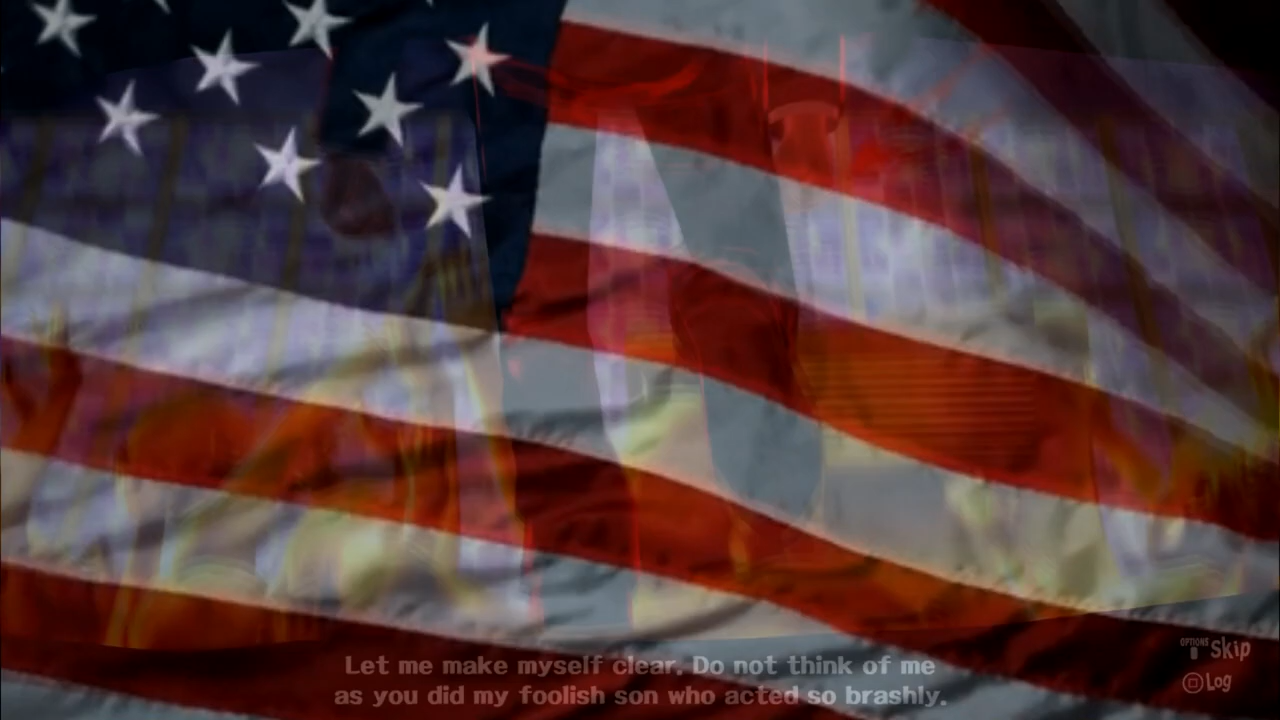 OPTIONS Skip
Log
Let me make myself clear. Do not think of me
as you did my foolish son who acted so brashly.